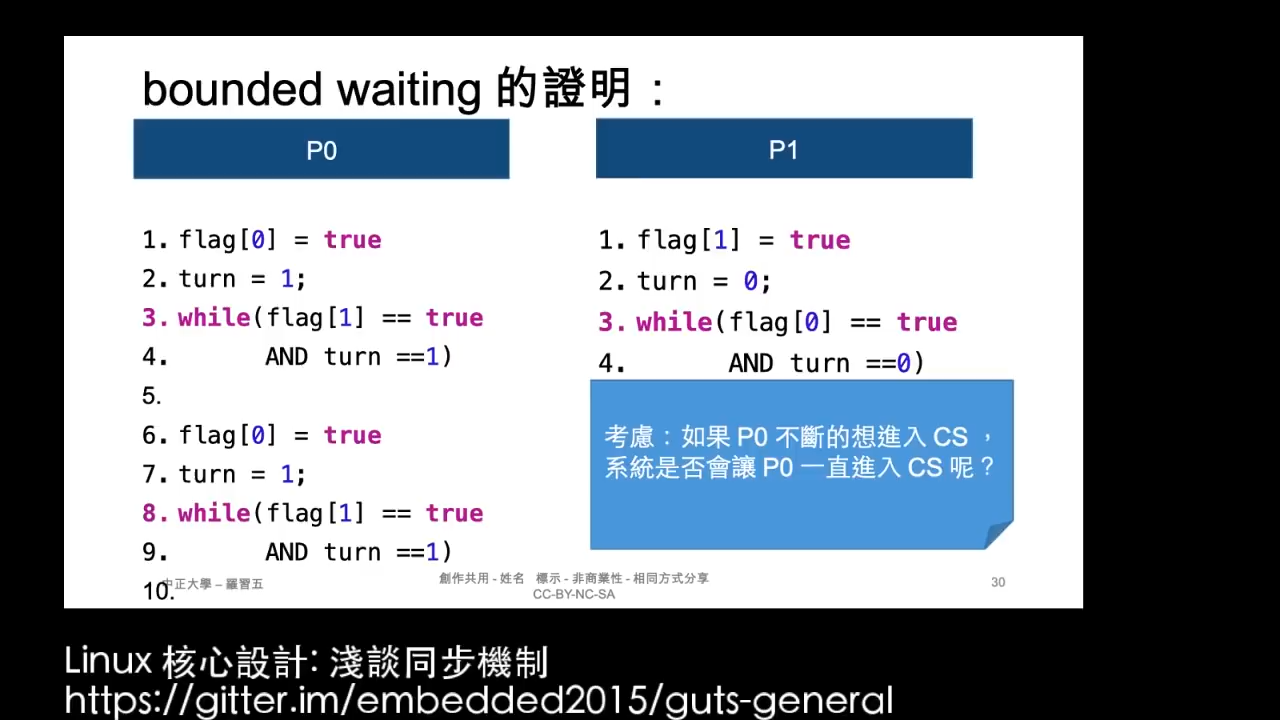 bounded waiting 的證明：
P0
1. flag[0] = true
2. turn = 1;
3. while(flag[1] == true
4. AND turn ==1)
5.
6. flag[0] = true
7. turn = 1;
8. while(flag[1] == true
9. AND turn ==1)
10.
P1
1. flag[1] = true
2. turn = 0;
3. while(flag[0] == true
4. AND turn ==0)
考慮：如果 P0 不斷的想進入 CS ，
系統是否會讓 P0 一直進入 CS 呢？
中正大學 – 羅習五
創作共用 - 姓名　標示 - 非商業性 - 相同方式分享
CC-BY-NC-SA
30
Linux 核心設計: 淺談同步機制
https://gitter.im/embedded2015/guts-general